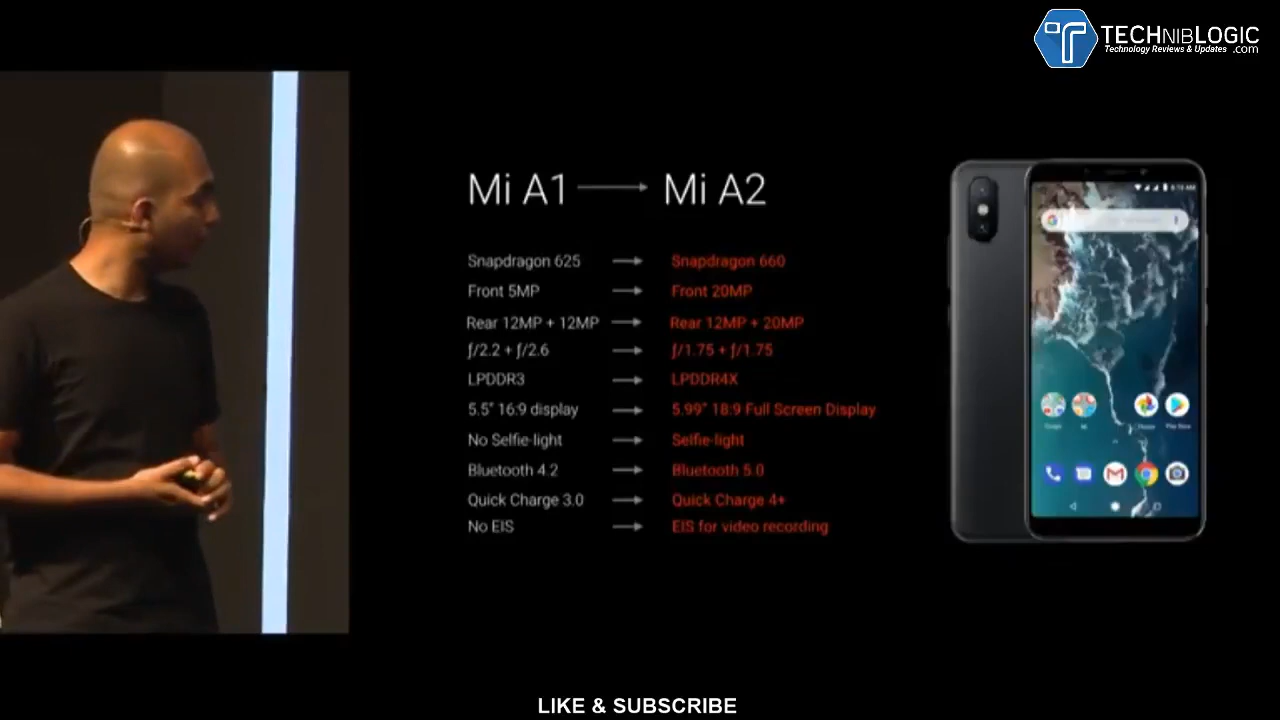 TECHNIBLOGIC
Technology Reviews & Updates .com
Mi A1 → Mi A2
Snapdragon 625 → Snapdragon 660
Front 5MP → Front 20MP
Rear 12MP + 12MP → Rear 12MP + 20MP
ƒ/2.2 + ƒ/2.6 → ƒ/1.75 + ƒ/1.75
LPDDR3 → LPDDR4X
5.5" 16:9 display → 5.99" 18:9 Full Screen Display
No Selfie-light → Selfie-light
Bluetooth 4.2 → Bluetooth 5.0
Quick Charge 3.0 → Quick Charge 4+
No EIS → EIS for video recording
LIKE & SUBSCRIBE